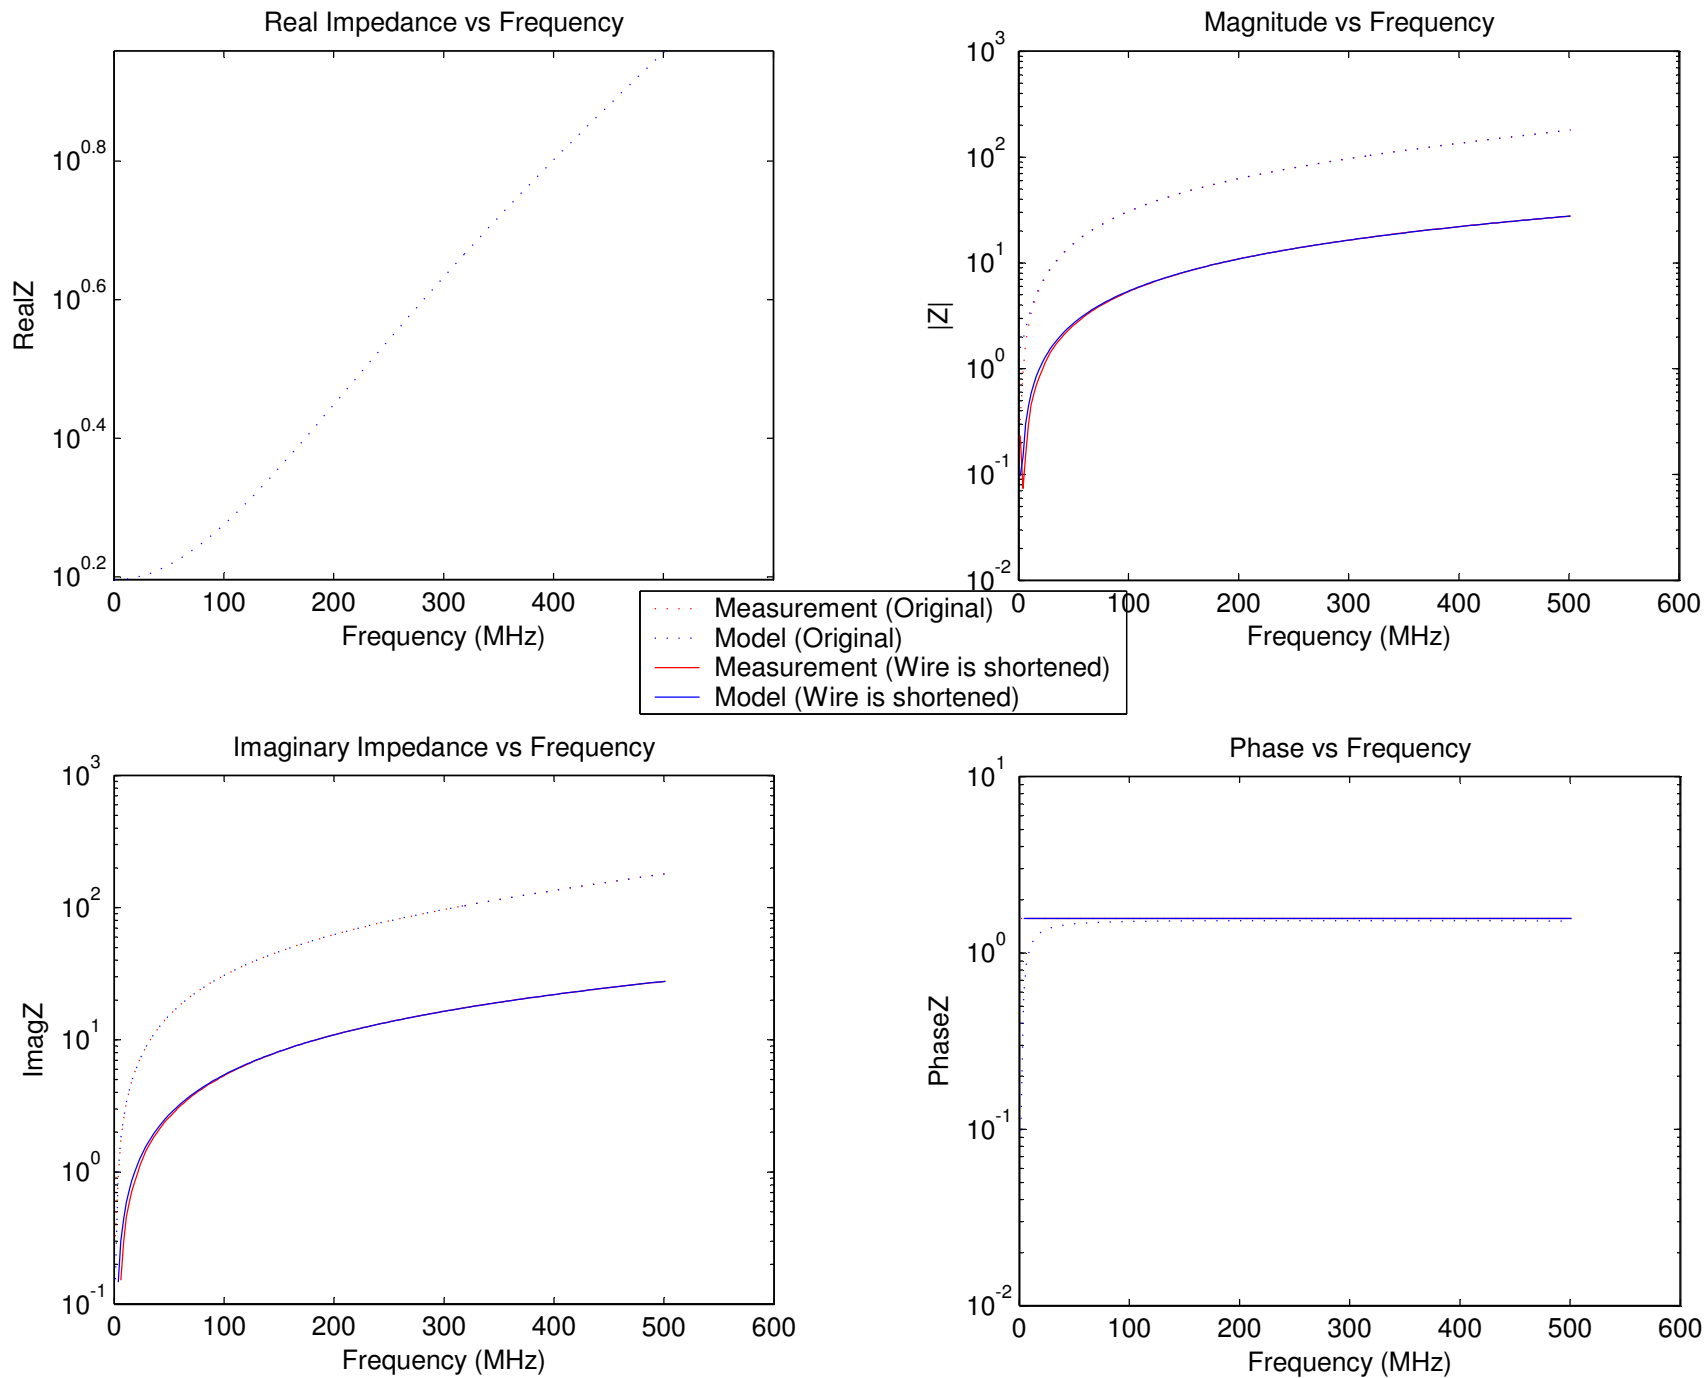 Real Impedance vs Frequency
10^0.8
10^0.6
10^0.4
10^0.2
RealZ
0 100 200 300 400
Frequency (MHz)
Magnitude vs Frequency
10^3
10^2
10^1
10^0
10^-1
10^-2
|Z|
0 100 200 300 400 500 600
Frequency (MHz)
Measurement (Original)
Model (Original)
Measurement (Wire is shortened)
Model (Wire is shortened)
Imaginary Impedance vs Frequency
10^3
10^2
10^1
10^0
10^-1
ImagZ
0 100 200 300 400 500 600
Frequency (MHz)
Phase vs Frequency
10^1
10^0
10^-1
10^-2
PhaseZ
0 100 200 300 400 500 600
Frequency (MHz)